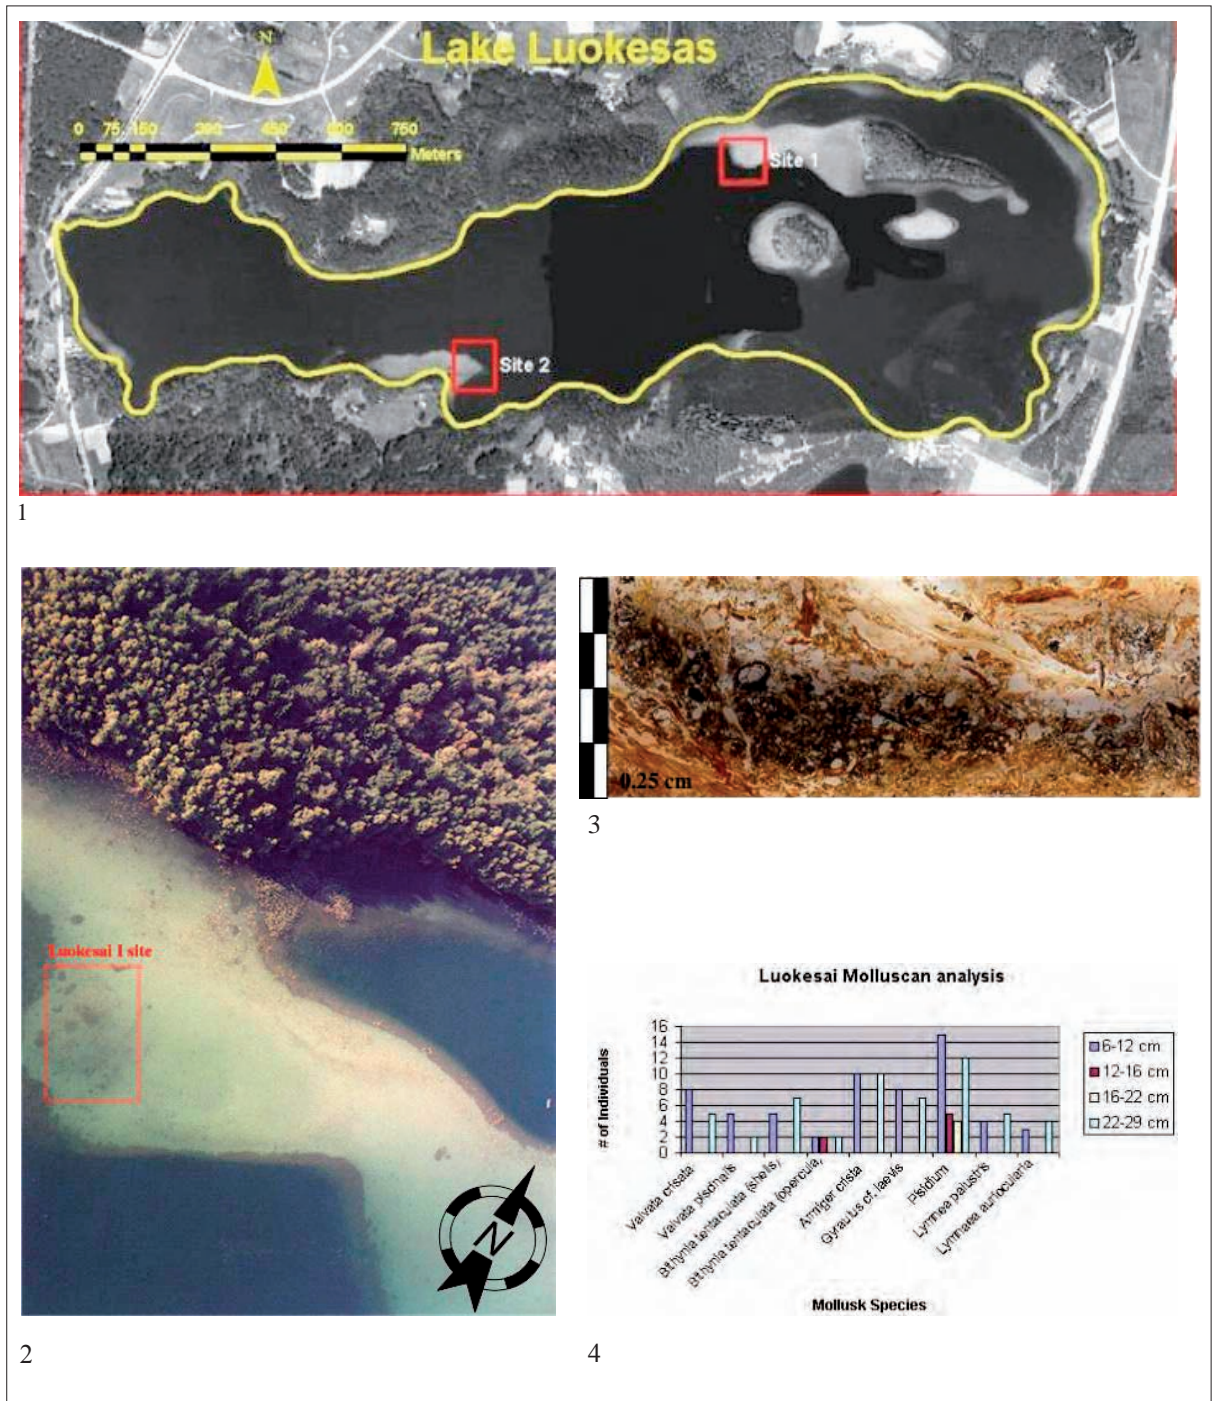 Lake Luokesas
N
0 75 150 300 450 600 750
Meters
Site 1
Site 2
1
Luokesai I site
N
2
0.25 cm
3
Luokesai Molluscan analysis
# of Individuals
16
14
12
10
8
6
4
2
0
6-12 cm
12-16 cm
16-22 cm
22-29 cm
Valvata crisata
Valvata piscinalis
Bithynia tentaculata (shells)
Bithynia tentaculata (opercula)
Armiger crista
Gyraulus cf. laevis
Pisidium
Lymnea palustris
Lymnaea auriocularia
Mollusk Species
4